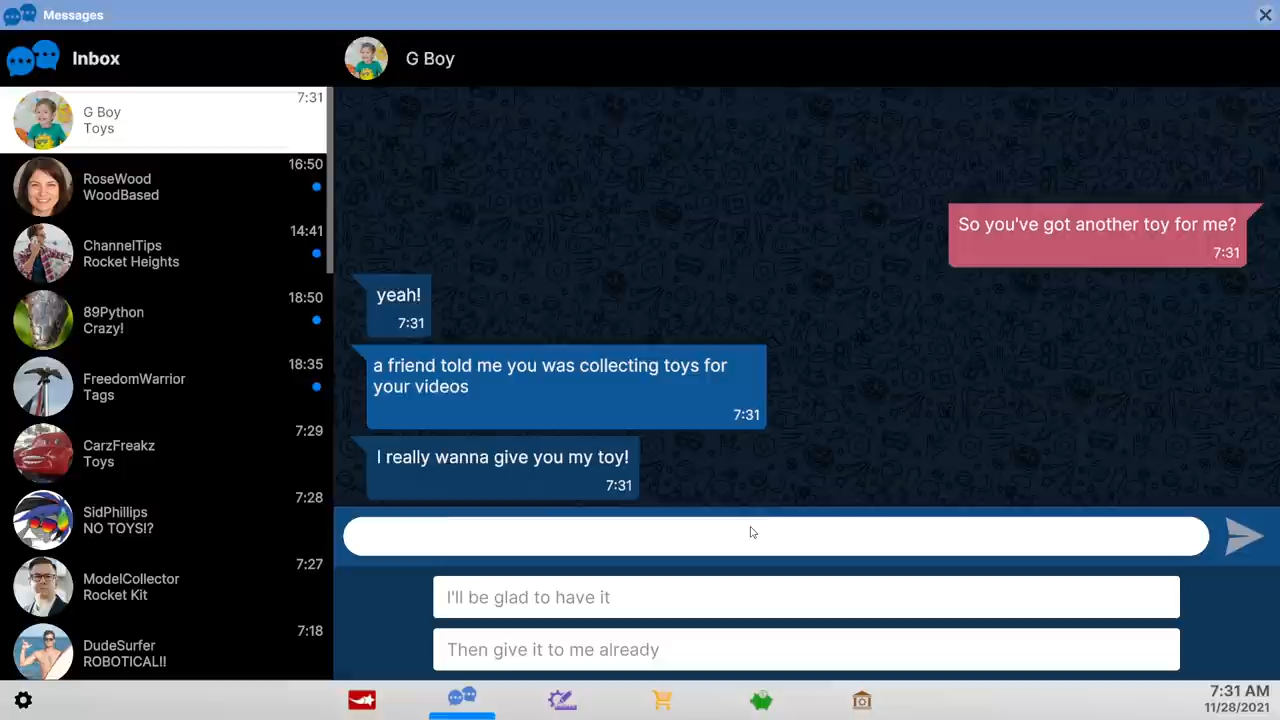 Messages
Inbox
G Boy
7:31
G Boy
Toys
16:50
RoseWood
WoodBased
14:41
ChannelTips
Rocket Heights
18:50
89Python
Crazy!
18:35
FreedomWarrior
Tags
7:29
CarzFreakz
Toys
7:28
SidPhillips
NO TOYS!?
7:27
ModelCollector
Rocket Kit
7:18
DudeSurfer
ROBOTICAL!!
So you've got another toy for me?
7:31
yeah!
7:31
a friend told me you was collecting toys for
your videos
7:31
I really wanna give you my toy!
7:31
I'll be glad to have it
Then give it to me already
7:31 AM
11/28/2021